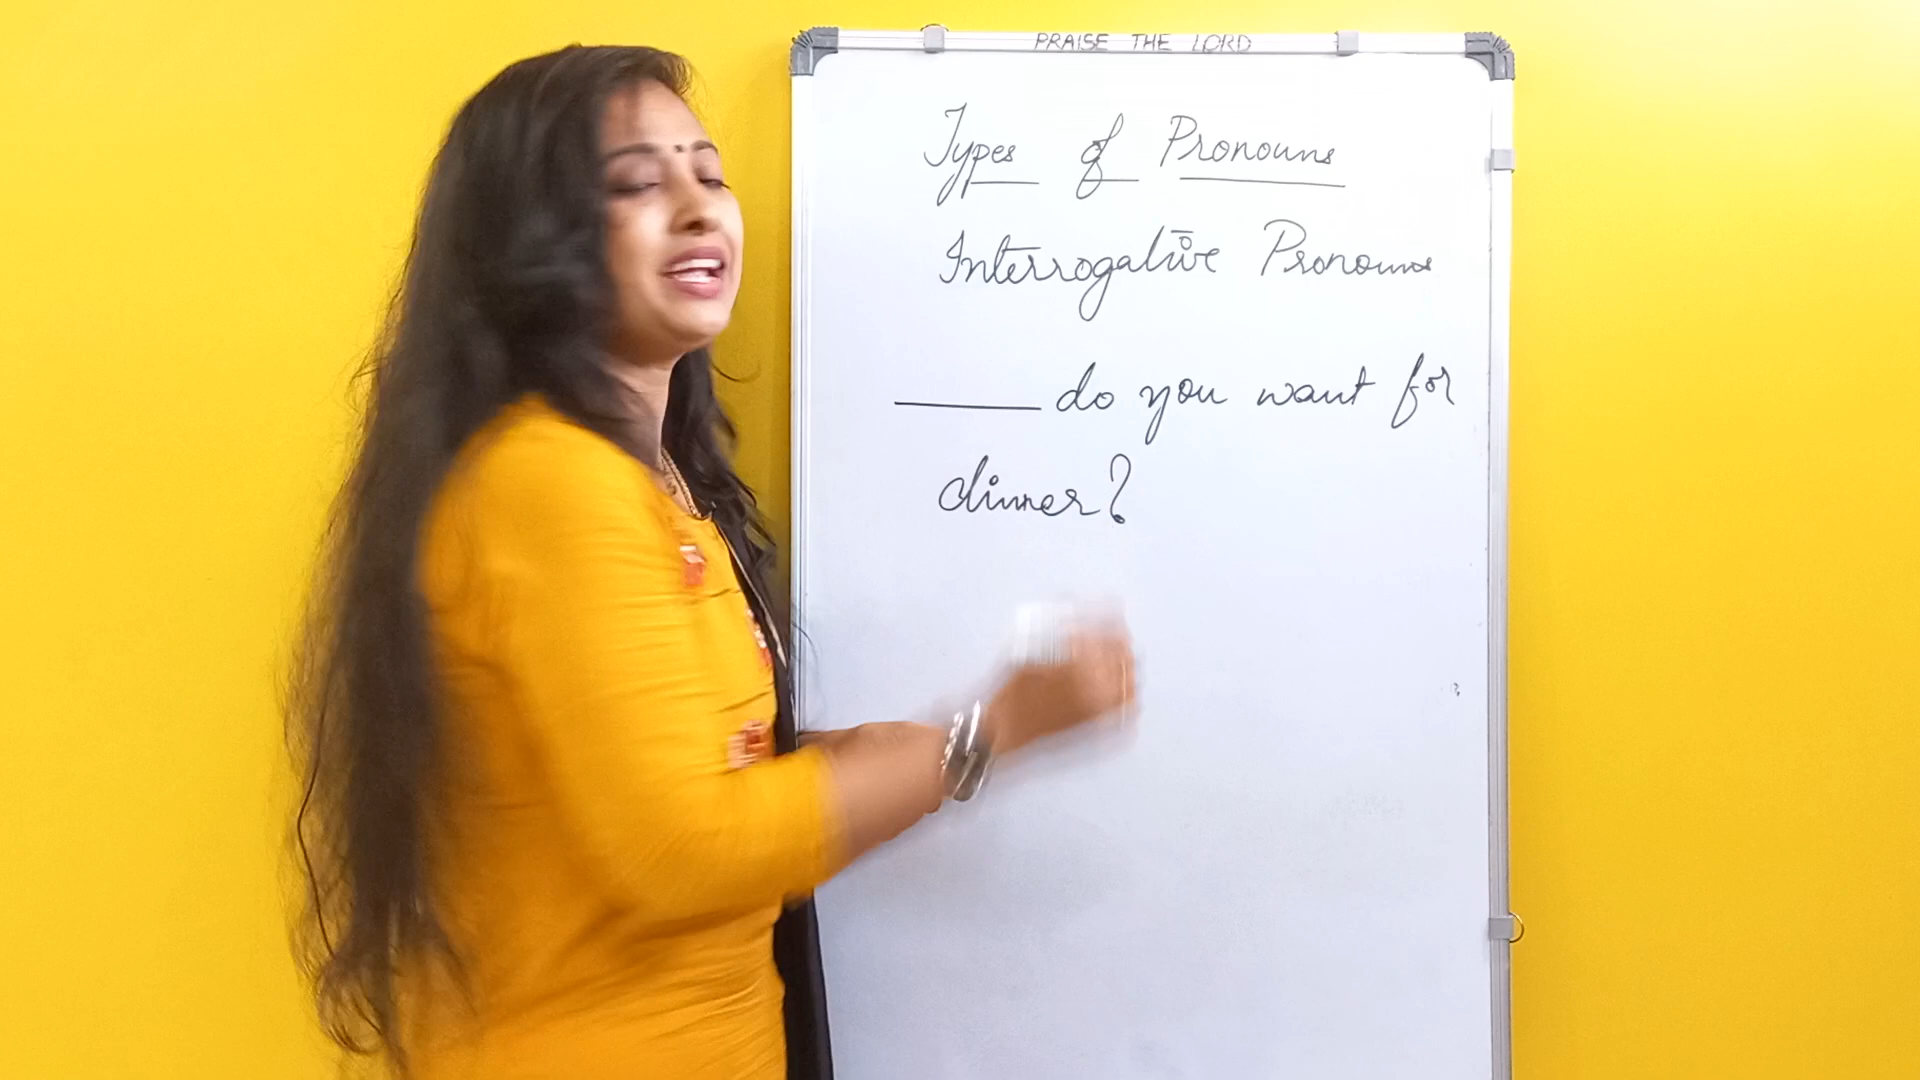 PRAISE THE LORD
Types of Pronouns
Interrogative Pronouns
_____ do you want for
dinner?